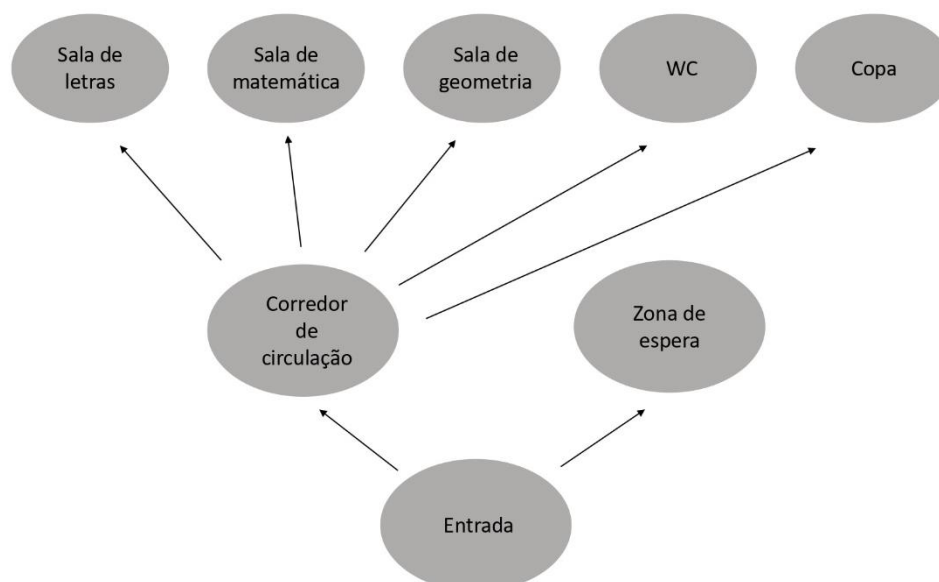 Sala de
letras
Sala de
matemática
Sala de
geometria
WC
Copa
Corredor
de
circulação
Zona de
espera
Entrada